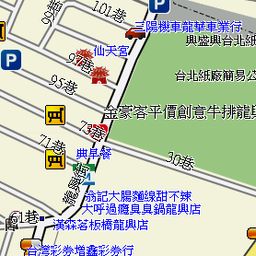 101巷
三陽機車龍華車業行
P
仙天宮
97巷
興盛與台北紙
P
95巷
台北紙廠簡易公
金豪客平價創意牛排龍興
73巷
71巷
典早餐
30巷
翁記大腸麵線甜不辣
大呼過癮臭臭鍋龍興店
61巷
漢森宅板橋龍興店
台灣彩券增鑫彩券行